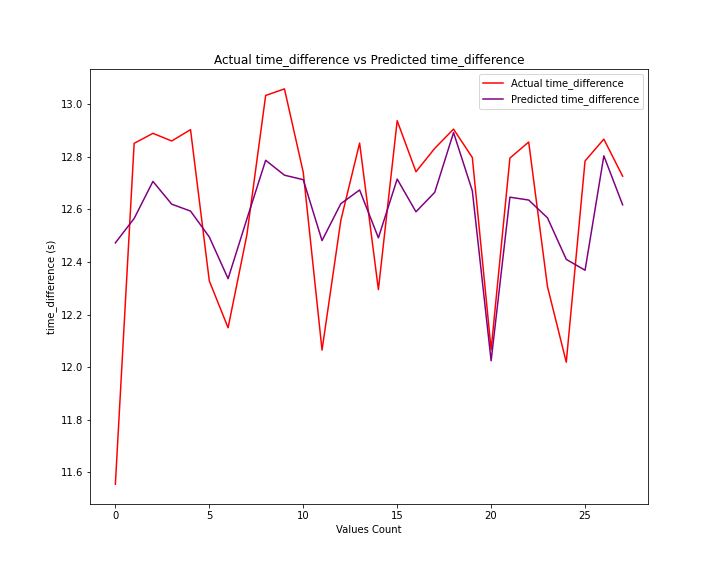 Actual time_difference vs Predicted time_difference
Actual time_difference
Predicted time_difference
time_difference (s)
13.0
12.8
12.6
12.4
12.2
12.0
11.8
11.6
0 5 10 15 20 25
Values Count